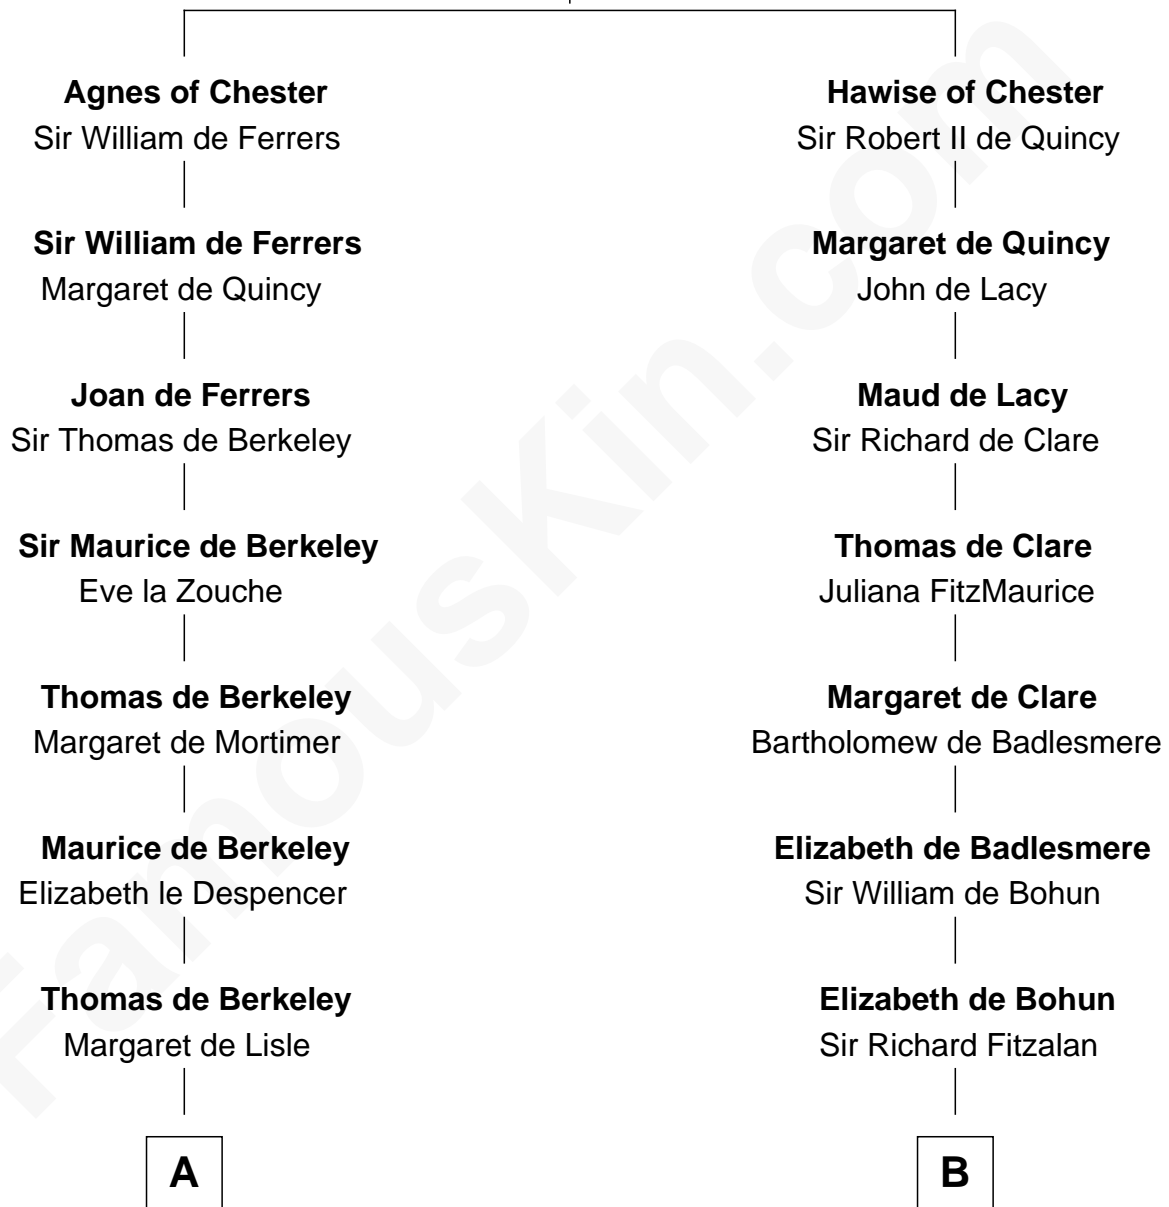 Agnes of Chester
Sir William de Ferrers
Sir William de Ferrers
Margaret de Quincy
Joan de Ferrers
Sir Thomas de Berkeley
Sir Maurice de Berkeley
Eve la Zouche
Thomas de Berkeley
Margaret de Mortimer
Maurice de Berkeley
Elizabeth le Despencer
Thomas de Berkeley
Margaret de Lisle
A
Hawise of Chester
Sir Robert II de Quincy
Margaret de Quincy
John de Lacy
Maud de Lacy
Sir Richard de Clare
Thomas de Clare
Juliana FitzMaurice
Margaret de Clare
Bartholomew de Badlesmere
Elizabeth de Badlesmere
Sir William de Bohun
Elizabeth de Bohun
Sir Richard Fitzalan
B
FamousKin.com